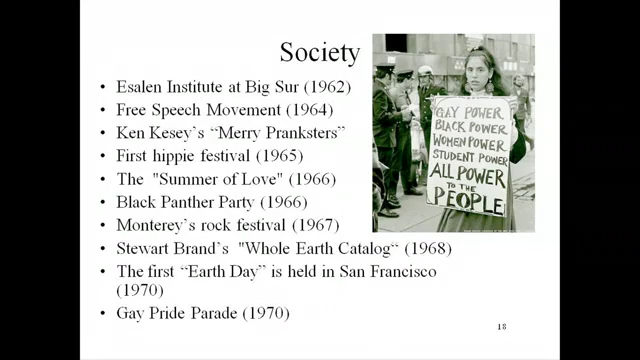 Society
• Esalen Institute at Big Sur (1962)
• Free Speech Movement (1964)
• Ken Kesey's “Merry Pranksters”
• First hippie festival (1965)
• The "Summer of Love" (1966)
• Black Panther Party (1966)
• Monterey's rock festival (1967)
• Stewart Brand's "Whole Earth Catalog“ (1968)
• The first “Earth Day” is held in San Francisco
(1970)
• Gay Pride Parade (1970)
GAY POWER
BLACK POWER
WOMEN POWER
STUDENT POWER
ALL POWER
TO THE
PEOPLE
18